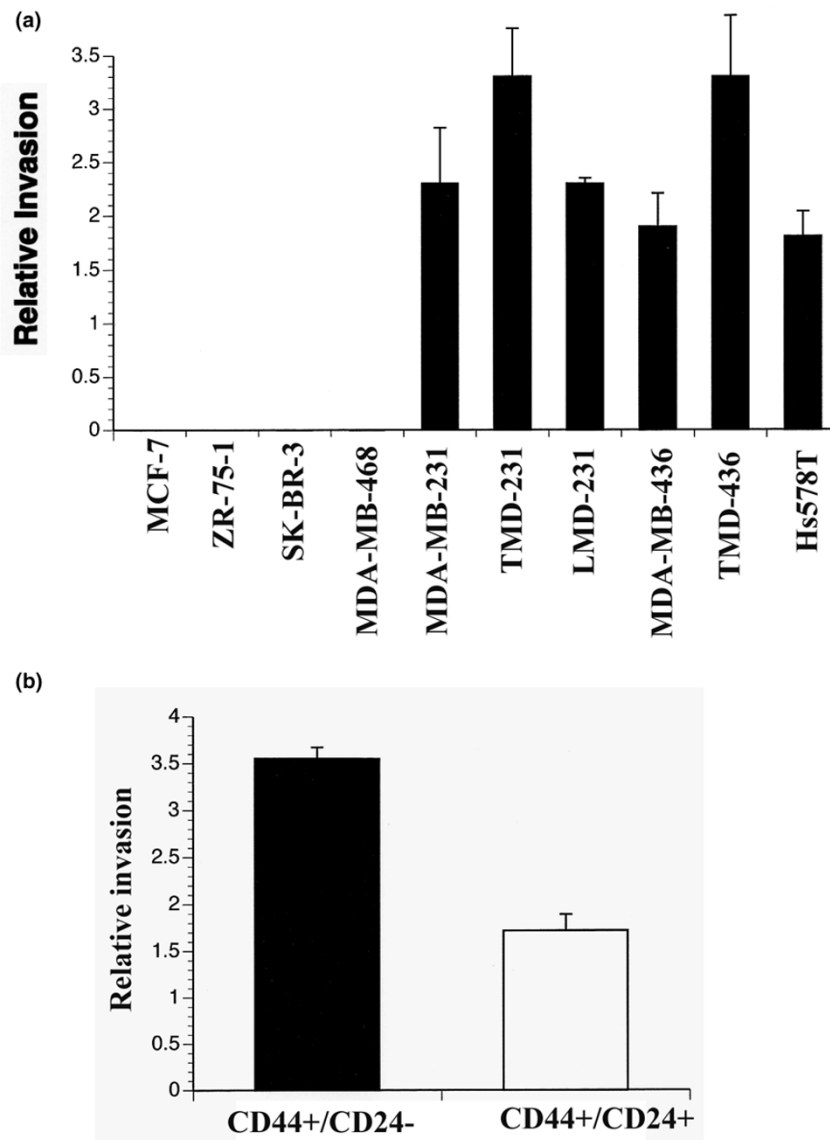 (a)
Relative Invasion
3.5
3
2.5
2
1.5
1
0.5
0
MCF-7
ZR-75-1
SK-BR-3
MDA-MB-468
MDA-MB-231
TMD-231
LMD-231
MDA-MB-436
TMD-436
Hs578T
(b)
Relative invasion
4
3.5
3
2.5
2
1.5
1
0.5
0
CD44+/CD24-
CD44+/CD24+